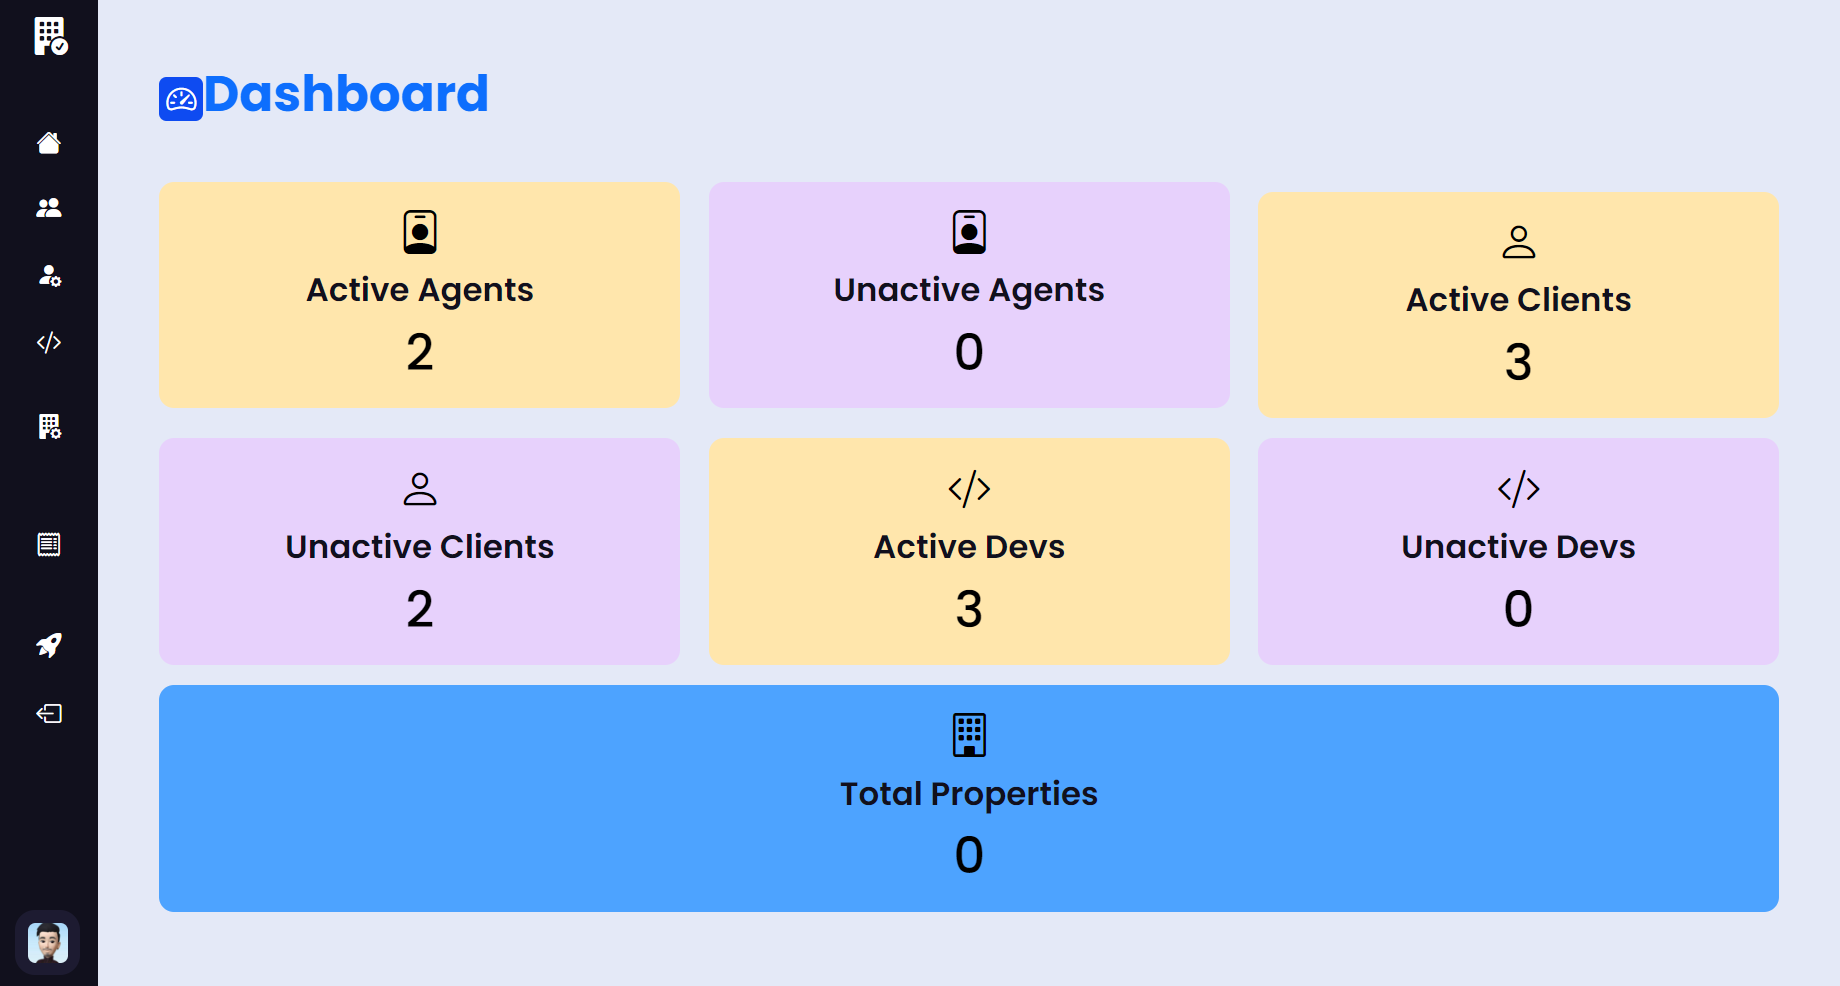 Dashboard
Active Agents
2
Unactive Agents
0
Active Clients
3
Unactive Clients
2
Active Devs
3
Unactive Devs
0
Total Properties
0